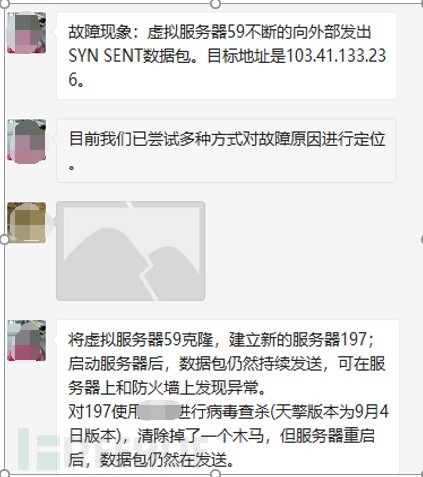 故障现象：虚拟服务器59不断的向外部发出
SYN SENT数据包。目标地址是103.41.133.23
6。
目前我们已尝试多种方式对故障原因进行定位
。
将虚拟服务器59克隆，建立新的服务器197；
启动服务器后，数据包仍然持续发送，可在服
务器上和防火墙上发现异常。
对197使用 进行病毒查杀(天擎版本为9月4
日版本)，清除掉了一个木马，但服务器重启
后，数据包仍然在发送。